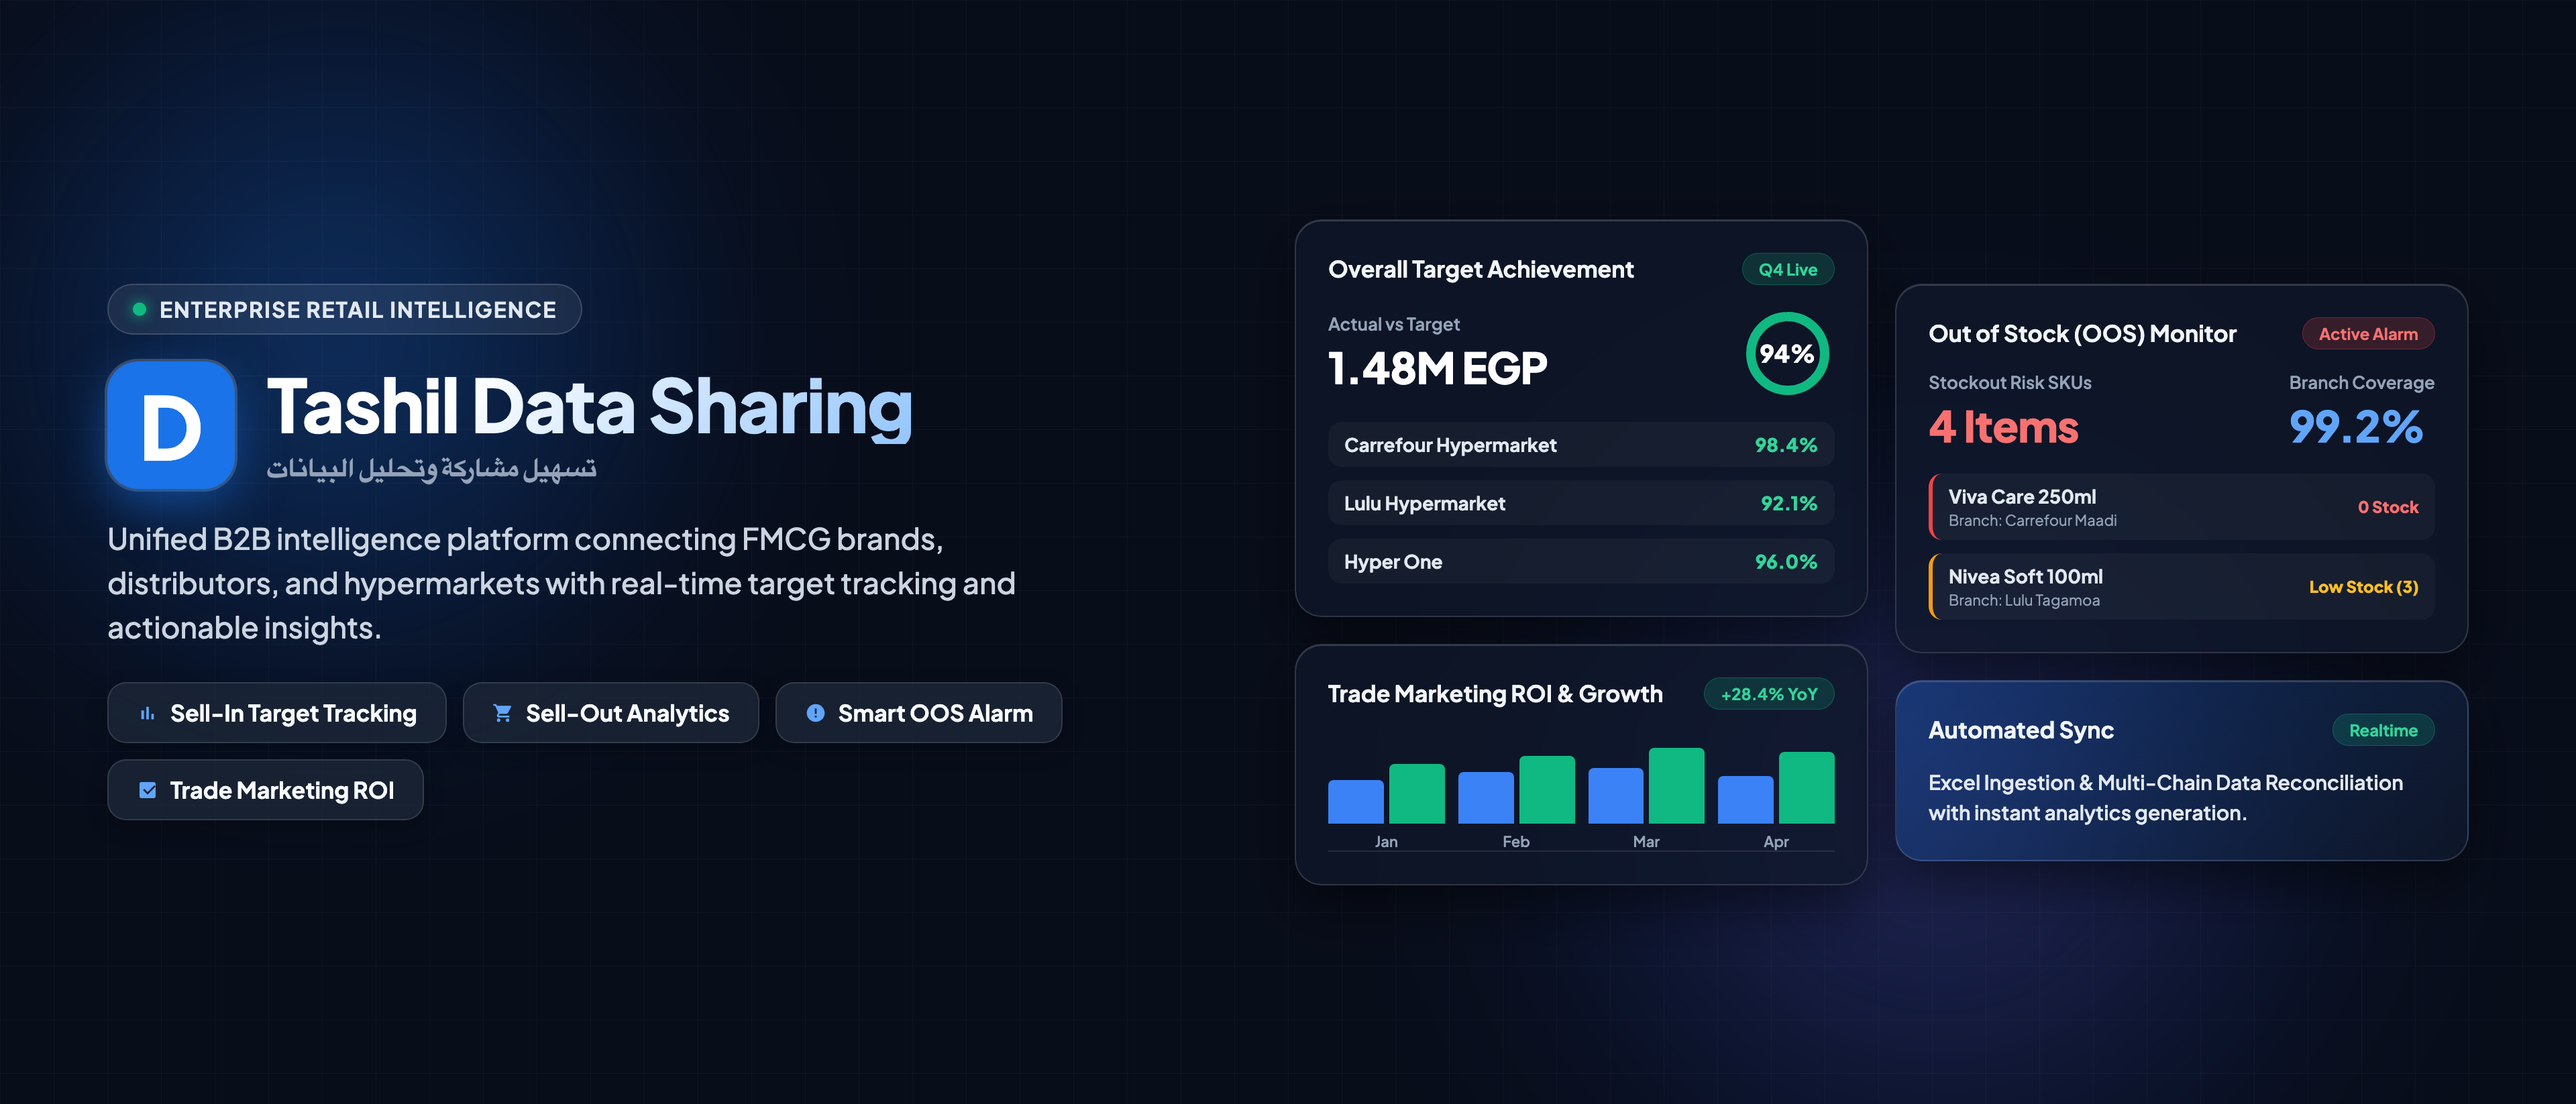 ENTERPRISE RETAIL INTELLIGENCE
D
Tashil Data Sharing
تسهيل مشاركة وتحليل البيانات
Unified B2B intelligence platform connecting FMCG brands,
distributors, and hypermarkets with real-time target tracking and
actionable insights.
Sell-In Target Tracking
Sell-Out Analytics
Smart OOS Alarm
Trade Marketing ROI
Overall Target Achievement
Q4 Live
Actual vs Target
1.48M EGP
94%
Carrefour Hypermarket 98.4%
Lulu Hypermarket 92.1%
Hyper One 96.0%
Trade Marketing ROI & Growth
+28.4% YoY
Jan Feb Mar Apr
Out of Stock (OOS) Monitor
Active Alarm
Stockout Risk SKUs
4 Items
Branch Coverage
99.2%
Viva Care 250ml
Branch: Carrefour Maadi
0 Stock
Nivea Soft 100ml
Branch: Lulu Tagamoa
Low Stock (3)
Automated Sync
Realtime
Excel Ingestion & Multi-Chain Data Reconciliation
with instant analytics generation.